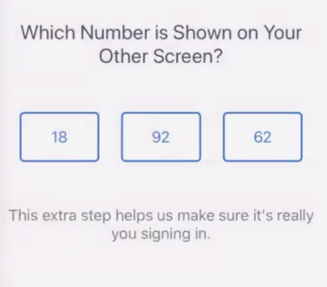 Which Number is Shown on Your
Other Screen?
18 92 62
This extra step helps us make sure it's really
you signing in.